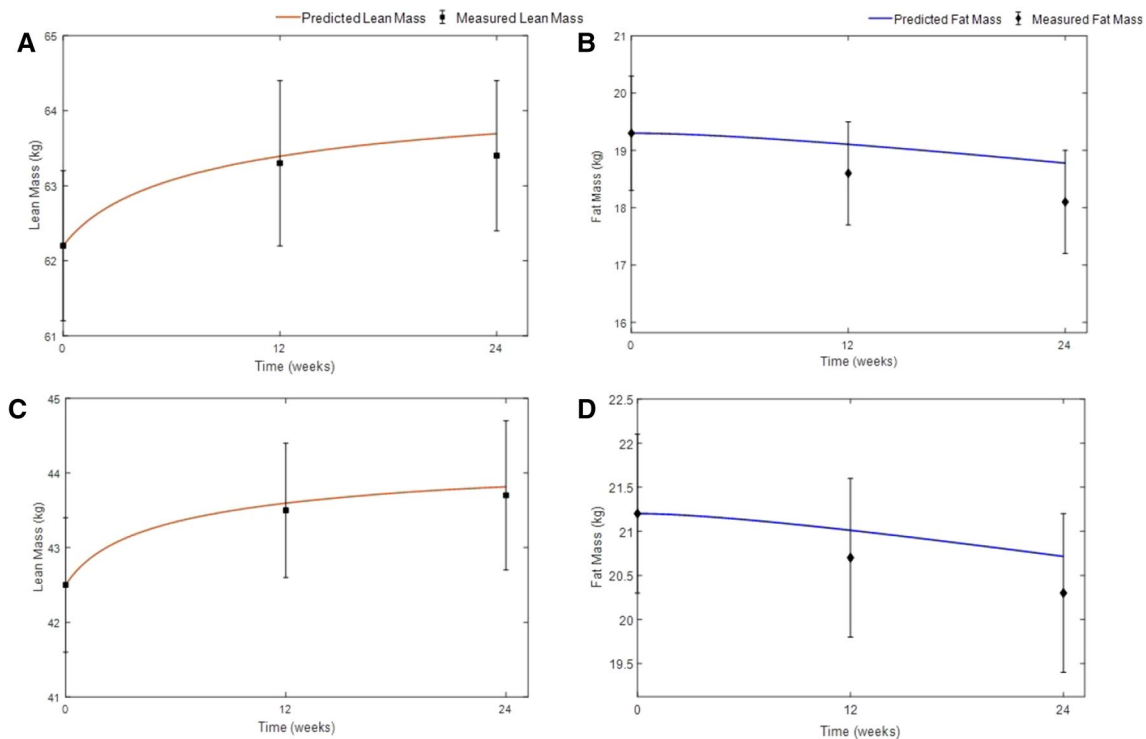 Predicted Lean Mass Measured Lean Mass
Predicted Fat Mass Measured Fat Mass
A
65
64
63
62
61
Lean Mass (kg)
0 12 24
Time (weeks)
B
21
20
19
18
17
16
Fat Mass (kg)
0 12 24
Time (weeks)
C
45
44
43
42
41
Lean Mass (kg)
0 12 24
Time (weeks)
D
22.5
22
21.5
21
20.5
20
19.5
Fat Mass (kg)
0 12 24
Time (weeks)